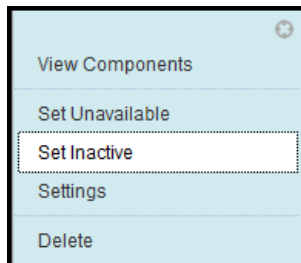 View Components
Set Unavailable
Set Inactive
Settings
Delete